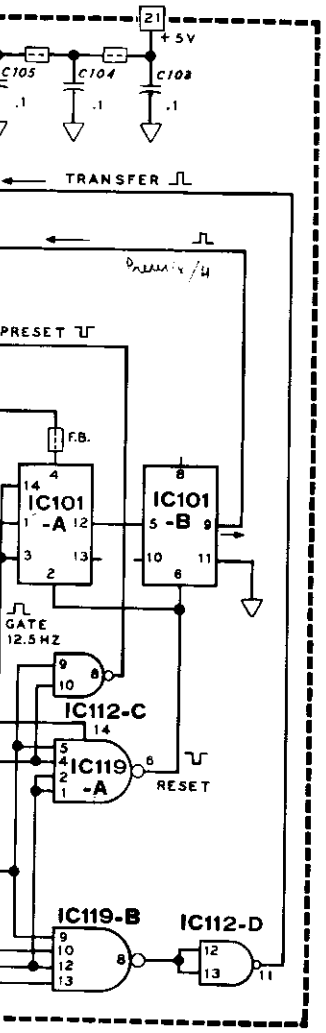 21
+5V
C105
C104
C103
.1
.1
.1
TRANSFER
PRESET
F.B.
4
14
IC101
-A
1
12
3
13
2
8
IC101
-B
5
9
10
11
6
GATE
12.5HZ
9
10
8
IC112-C
14
5
4
2
1
IC119
-A
6
RESET
IC119-B
9
10
12
13
8
IC112-D
12
13
11